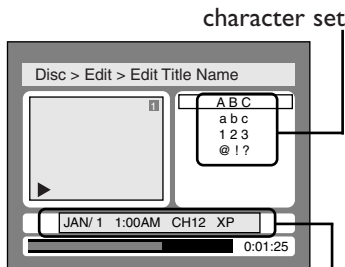 character set
Disc > Edit > Edit Title Name
1
A B C
a b c
1 2 3
@ ! ?
JAN/ 1 1:00AM CH12 XP
0:01:25